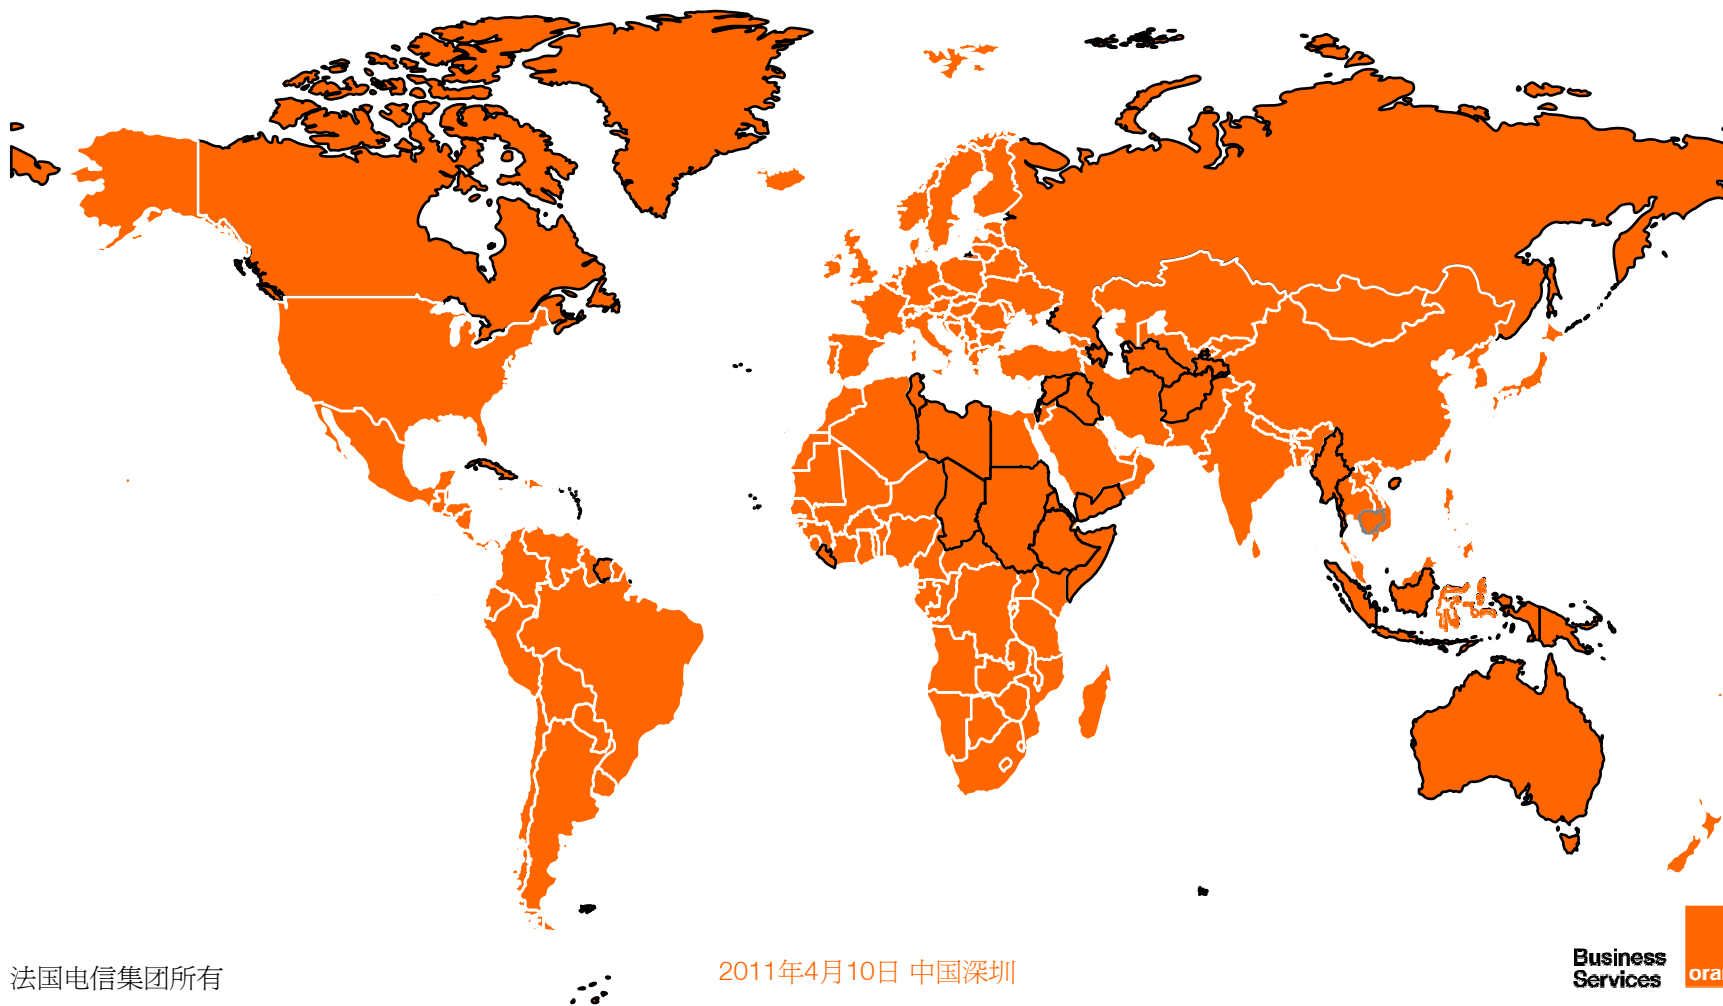 法国电信集团所有
2011年4月10日 中国深圳
Business
Services
ora